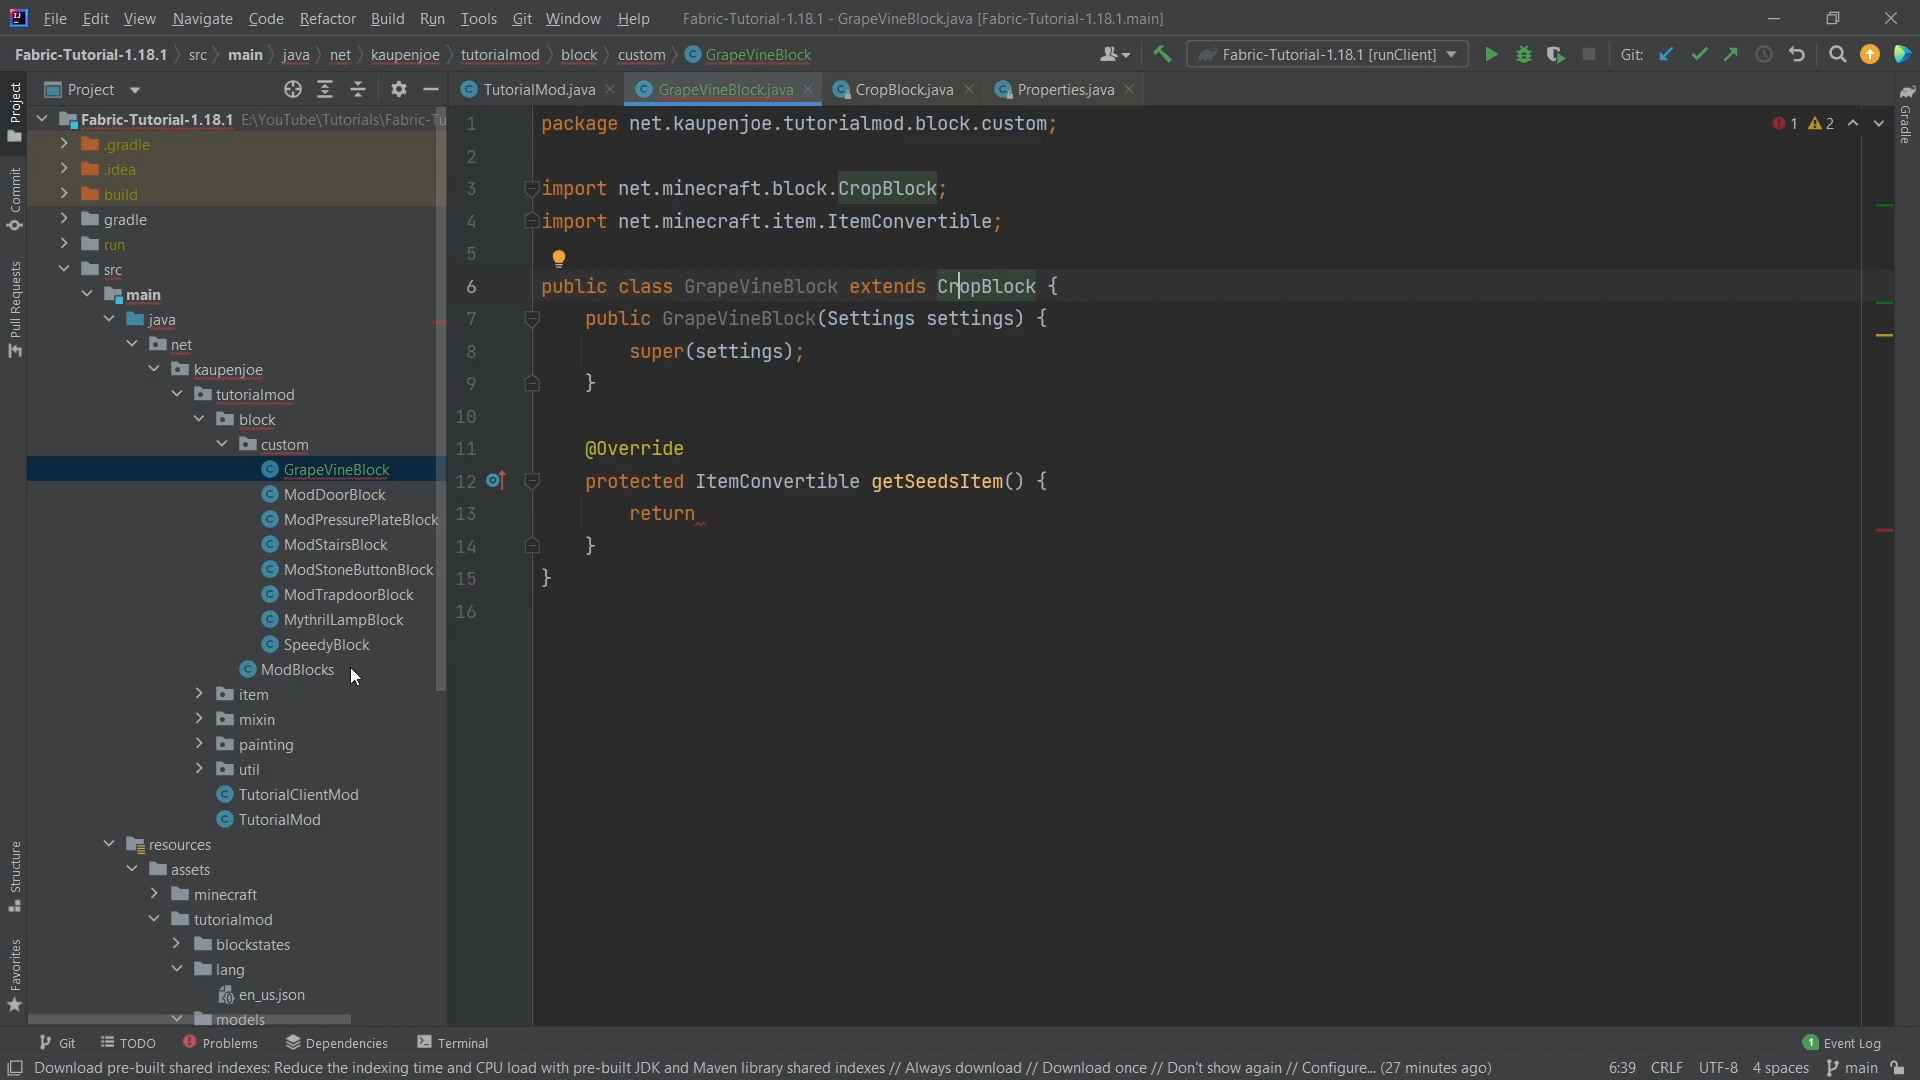 File Edit View Navigate Code Refactor Build Run Tools Git Window Help Fabric-Tutorial-1.18.1 - GrapeVineBlock.java [Fabric-Tutorial-1.18.1.main]
Fabric-Tutorial-1.18.1 src main java net kaupenjoe tutorialmod block custom GrapeVineBlock Fabric-Tutorial-1.18.1 [runClient] Git:
Project TutorialMod.java GrapeVineBlock.java CropBlock.java Properties.java
Project
Commit
Pull Requests
Structure
Favorites
Gradle
Fabric-Tutorial-1.18.1 E:\YouTube\Tutorials\Fabric-Tu
.gradle
.idea
build
gradle
run
src
main
java
net
kaupenjoe
tutorialmod
block
custom
GrapeVineBlock
ModDoorBlock
ModPressurePlateBlock
ModStairsBlock
ModStoneButtonBlock
ModTrapdoorBlock
MythrilLampBlock
SpeedyBlock
ModBlocks
item
mixin
painting
util
TutorialClientMod
TutorialMod
resources
assets
minecraft
tutorialmod
blockstates
lang
en_us.json
models
1 package net.kaupenjoe.tutorialmod.block.custom; 1 2
2
3 import net.minecraft.block.CropBlock;
4 import net.minecraft.item.ItemConvertible;
5
6 public class GrapeVineBlock extends CropBlock {
7 public GrapeVineBlock(Settings settings) {
8 super(settings);
9 }
10
11 @Override
12 protected ItemConvertible getSeedsItem() {
13 return
14 }
15 }
16
Git TODO Problems Dependencies Terminal 1 Event Log
Download pre-built shared indexes: Reduce the indexing time and CPU load with pre-built JDK and Maven library shared indexes // Always download // Download once // Don't show again // Configure... (27 minutes ago) 6:39 CRLF UTF-8 4 spaces main